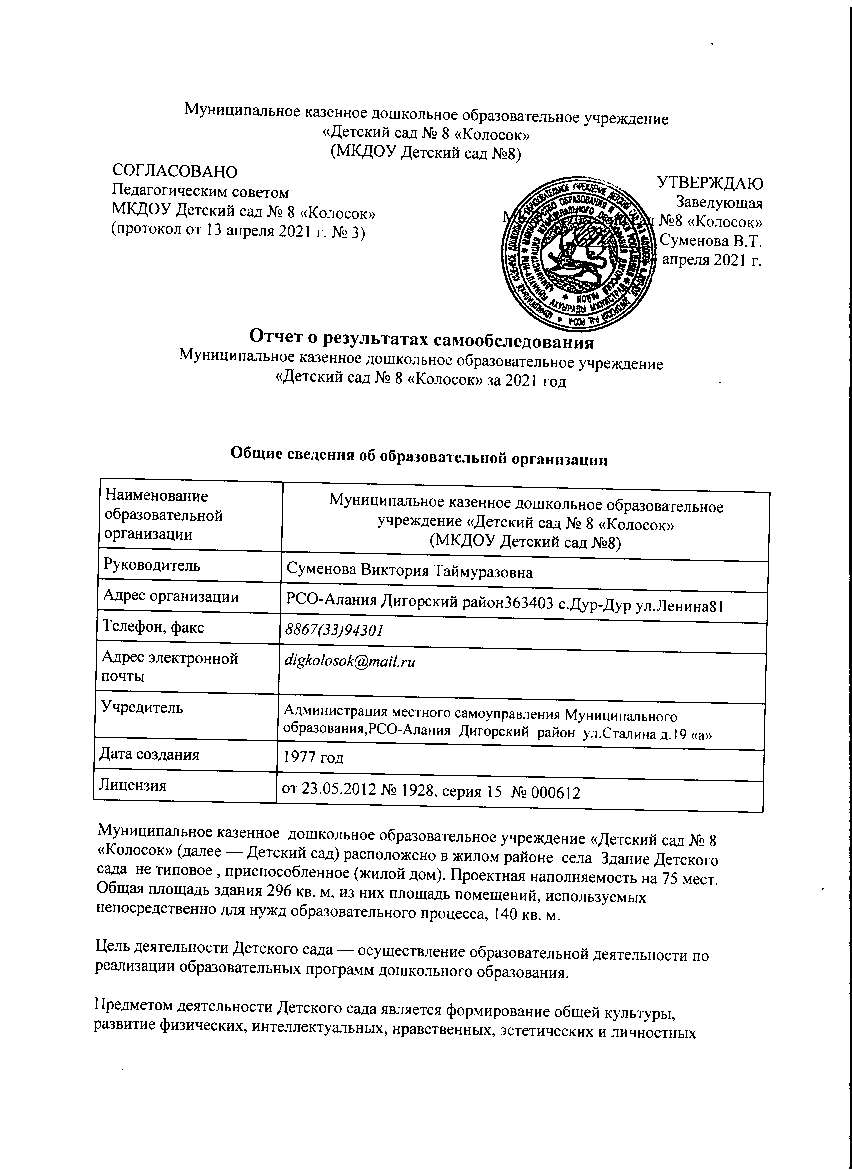 Муниципальное казенное дошкольное образовательное учреждение
«Детский сад № 8 «Колосок»
(МКДОУ Детский сад №8)
СОГЛАСОВАНО
Педагогическим советом
МКДОУ Детский сад № 8 «Колосок»
(протокол от 13 апреля 2021 г. № 3)
УТВЕРЖДАЮ
Заведующая
№8 «Колосок»
Суменова В.Т.
апреля 2021 г.
Отчет о результатах самообследования
Муниципальное казенное дошкольное образовательное учреждение
«Детский сад № 8 «Колосок» за 2021 год
Общие сведения об образовательной организации
Наименование
образовательной
организации
Муниципальное казенное дошкольное образовательное
учреждение «Детский сад № 8 «Колосок»
(МКДОУ Детский сад №8)
Руководитель
Суменова Виктория Таймуразовна
Адрес организации
РСО-Алания Дигорский район363403 с.Дур-Дур ул.Ленина81
Телефон, факс
8867(33)94301
Адрес электронной
почты
digkolosok@mail.ru
Учредитель
Администрация местного самоуправления Муниципального
образования,РСО-Алания Дигорский район ул.Сталина д.19 «а»
Дата создания
1977 год
Лицензия
от 23.05.2012 № 1928, серия 15 № 000612
Муниципальное казенное дошкольное образовательное учреждение «Детский сад № 8
«Колосок» (далее — Детский сад) расположено в жилом районе села Здание Детского
сада не типовое , приспособленное (жилой дом). Проектная наполняемость на 75 мест.
Общая площадь здания 296 кв. м, из них площадь помещений, используемых
непосредственно для нужд образовательного процесса, 140 кв. м.
Цель деятельности Детского сада — осуществление образовательной деятельности по
реализации образовательных программ дошкольного образования.
Предметом деятельности Детского сада является формирование общей культуры,
развитие физических, интеллектуальных, нравственных, эстетических и личностных